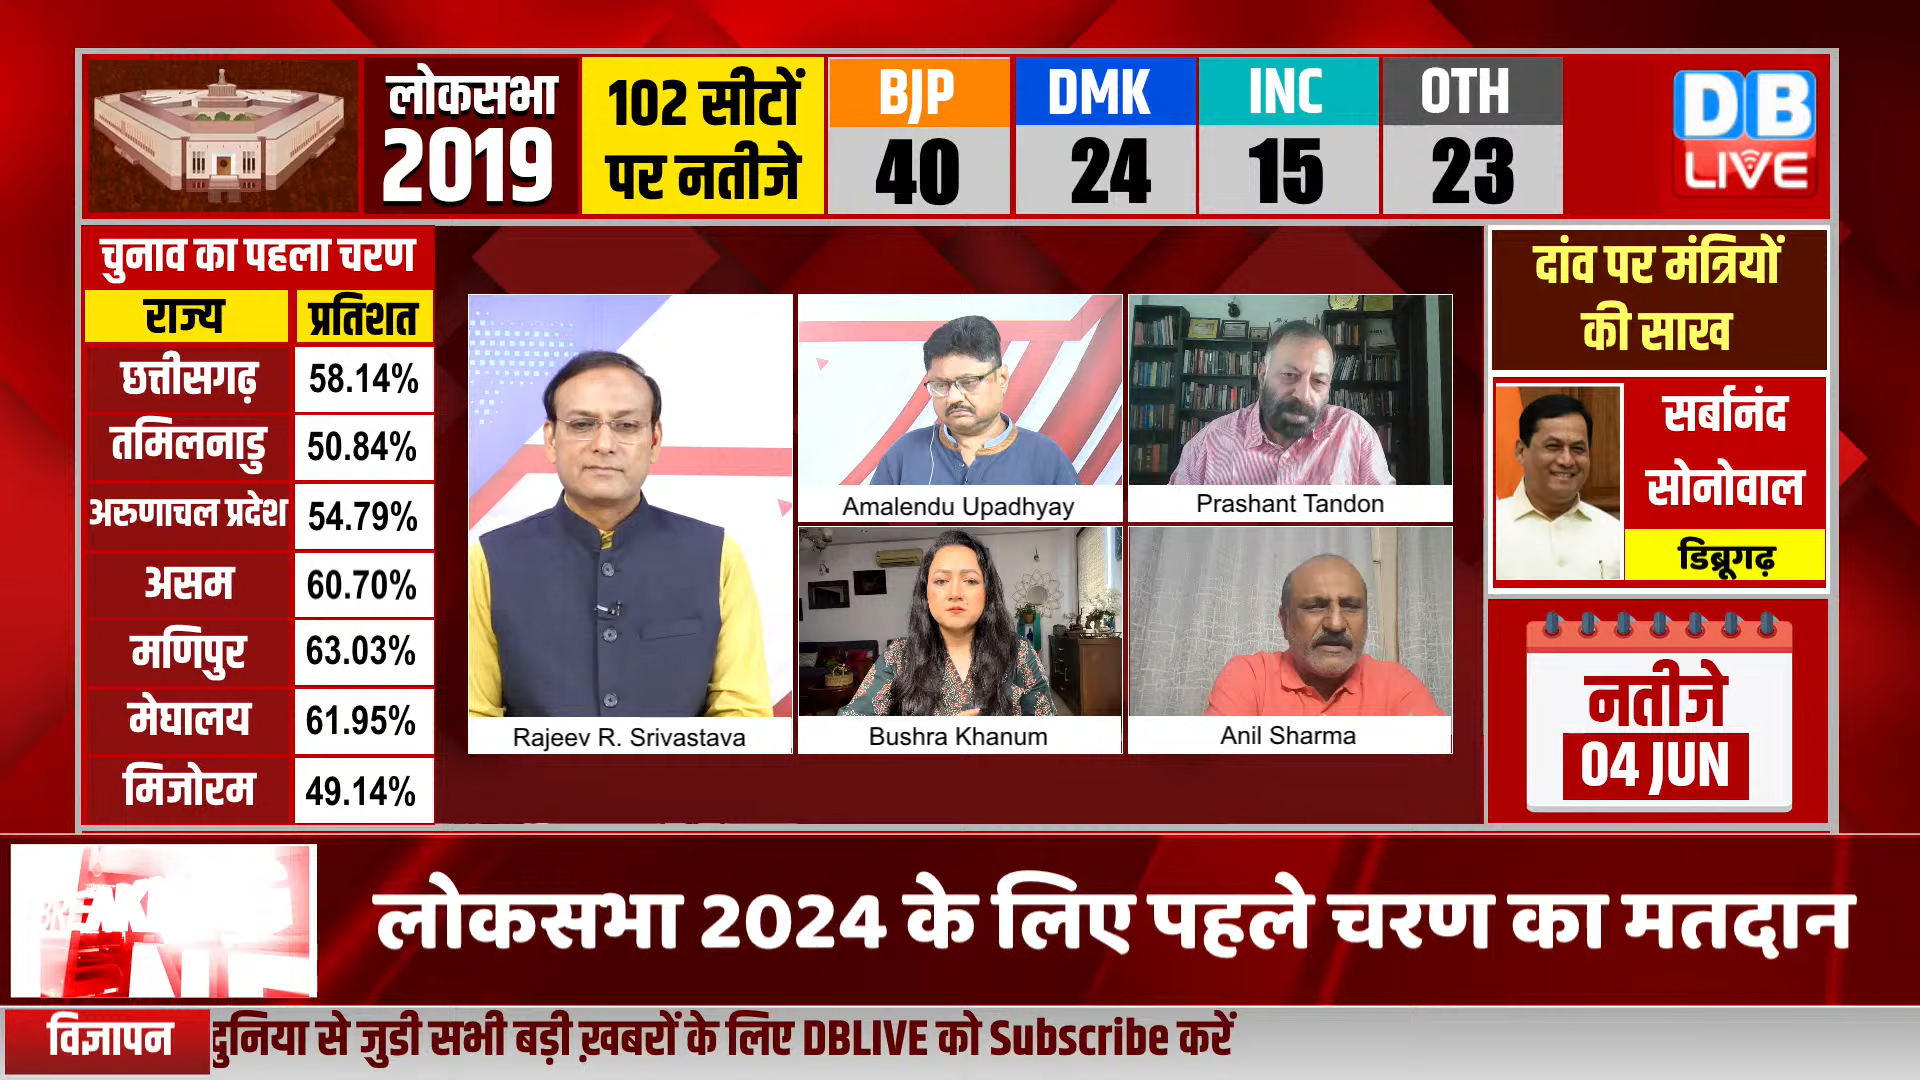 लोकसभा
2019
102 सीटों
पर नतीजे
BJP
40
DMK
24
INC
15
OTH
23
DB
LIVE
चुनाव का पहला चरण
राज्य प्रतिशत
छत्तीसगढ़ 58.14%
तमिलनाडु 50.84%
अरुणाचल प्रदेश 54.79%
असम 60.70%
मणिपुर 63.03%
मेघालय 61.95%
मिजोरम 49.14%
Rajeev R. Srivastava
Amalendu Upadhyay
Prashant Tandon
Bushra Khanum
Anil Sharma
दांव पर मंत्रियों
की साख
सर्बानंद
सोनोवाल
डिब्रूगढ़
नतीजे
04 JUN
लोकसभा 2024 के लिए पहले चरण का मतदान
विज्ञापन
दुनिया से जुडी सभी बड़ी ख़बरों के लिए DBLIVE को Subscribe करें